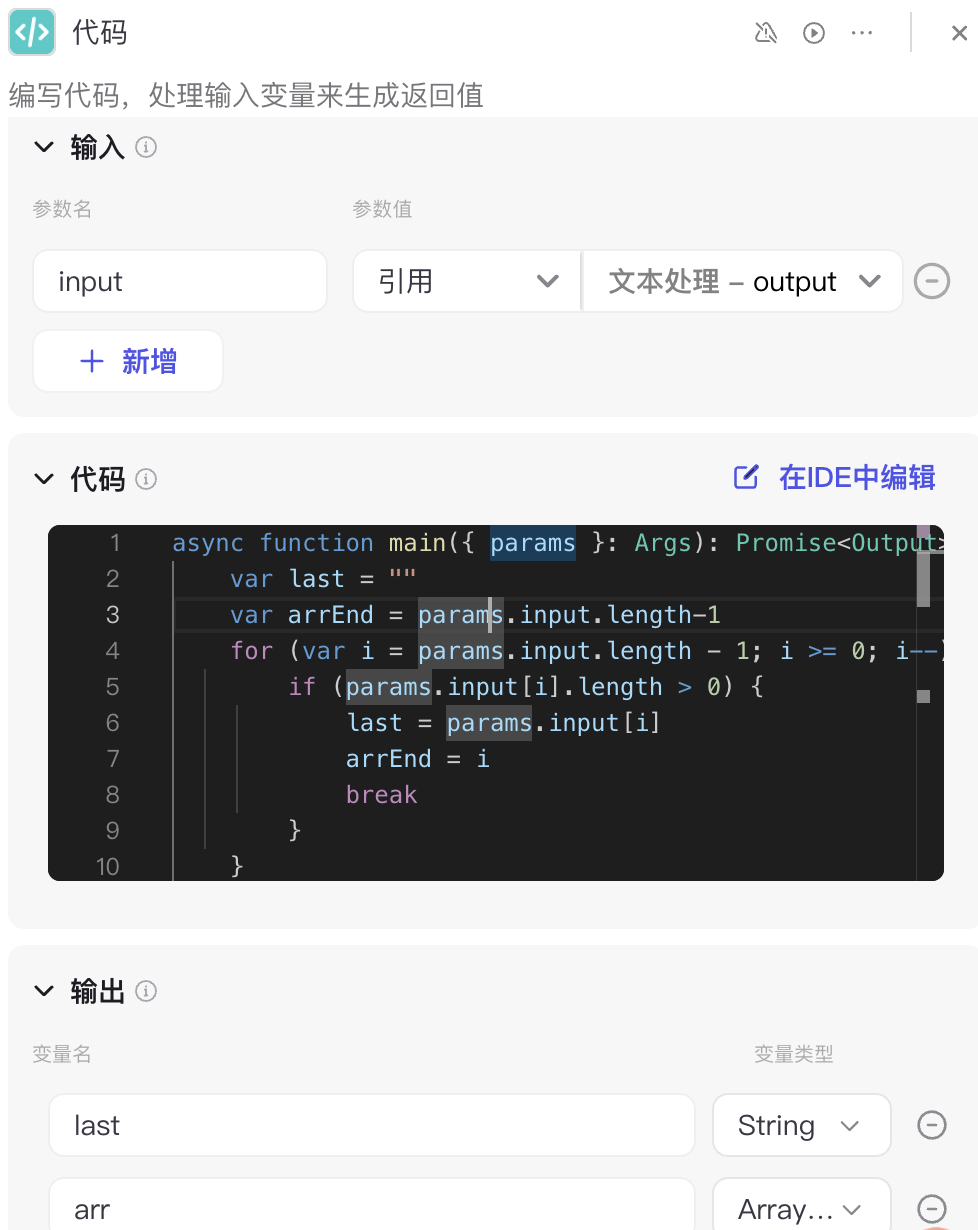 代码
编写代码，处理输入变量来生成返回值
输入
参数名 参数值
input 引用 文本处理 – output
新增
代码 在IDE中编辑
1 async function main({ params }: Args): Promise<Output>
2 var last = ""
3 var arrEnd = params.input.length-1
4 for (var i = params.input.length - 1; i >= 0; i--)
5 if (params.input[i].length > 0) {
6 last = params.input[i]
7 arrEnd = i
8 break
9 }
10 }
输出
变量名 变量类型
last String
arr Array...